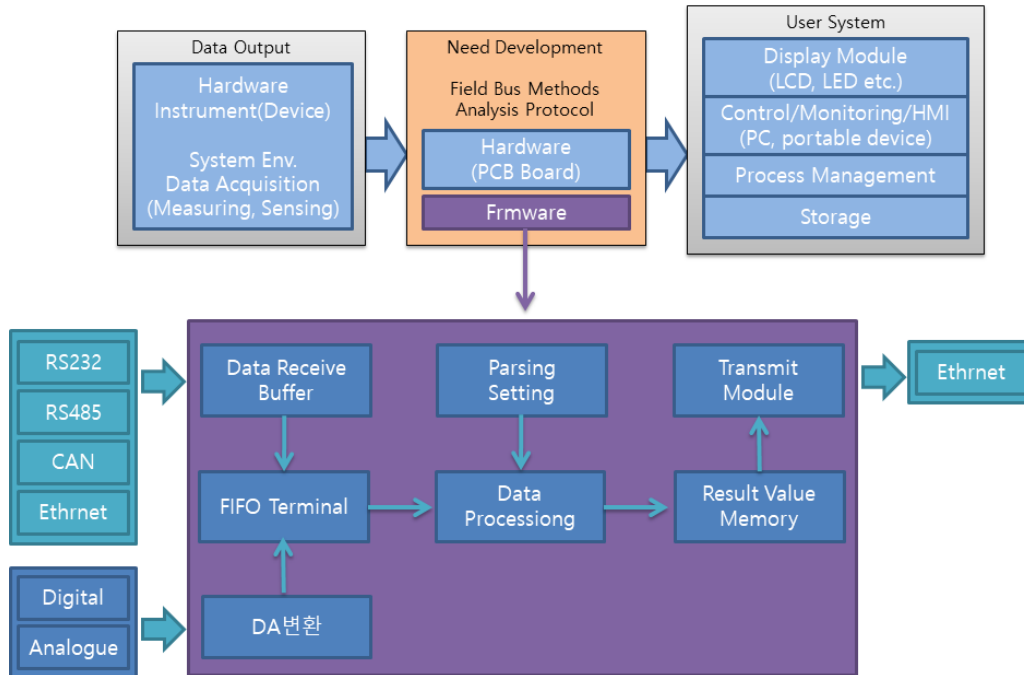 Data Output
Hardware
Instrument(Device)
System Env.
Data Acquisition
(Measuring, Sensing)
Need Development
Field Bus Methods
Analysis Protocol
Hardware
(PCB Board)
Frmware
User System
Display Module
(LCD, LED etc.)
Control/Monitoring/HMI
(PC, portable device)
Process Management
Storage
RS232
RS485
CAN
Ethrnet
Digital
Analogue
Data Receive
Buffer
Parsing
Setting
Transmit
Module
FIFO Terminal
Data
Processiong
Result Value
Memory
DA변환
Ethrnet